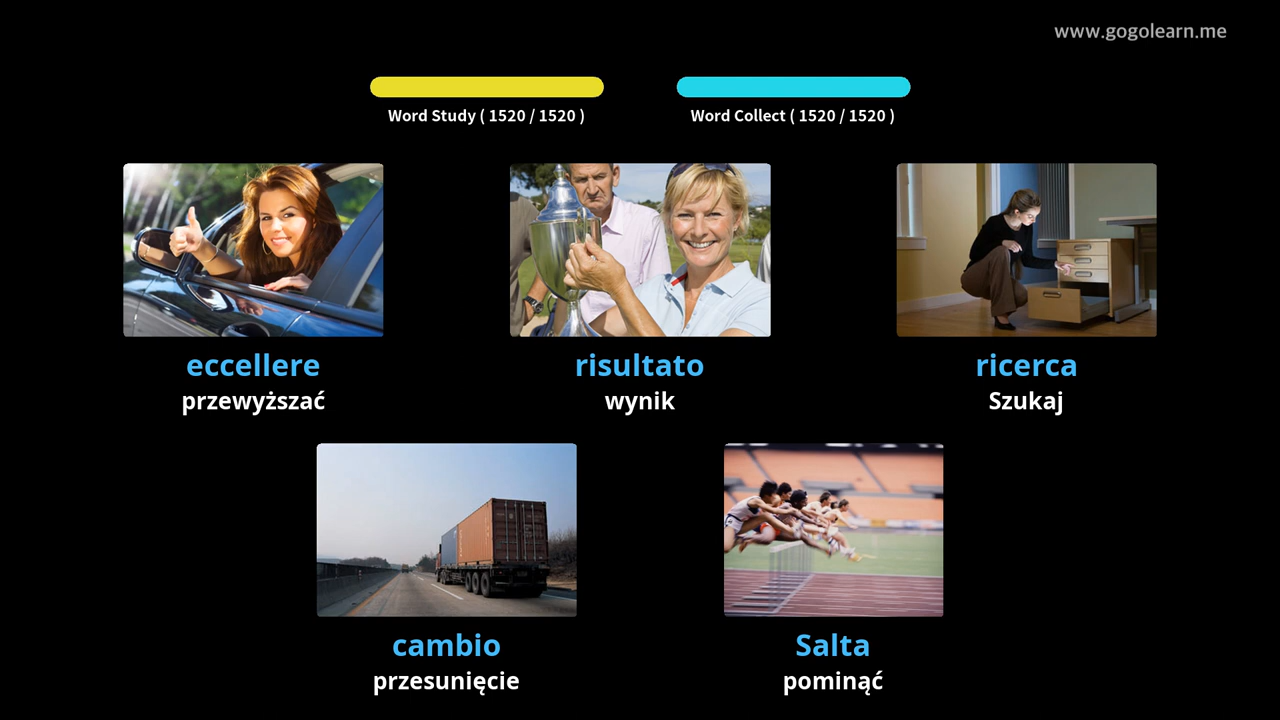 www.gogolearn.me
Word Study ( 1520 / 1520 )
Word Collect ( 1520 / 1520 )
eccellere
przewyższać
risultato
wynik
ricerca
Szukaj
cambio
przesunięcie
Salta
pominąć